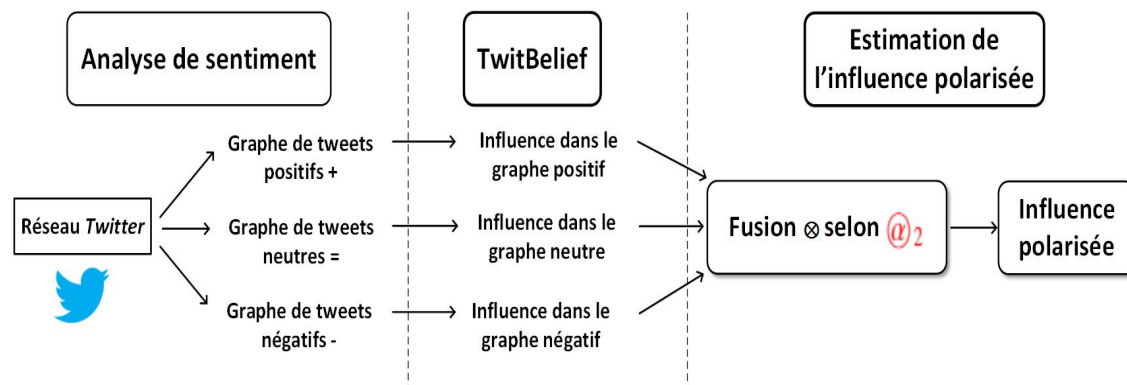 Analyse de sentiment
TwitBelief
Estimation de
l'influence polarisée
Réseau Twitter
Graphe de tweets
positifs +
Graphe de tweets
neutres =
Graphe de tweets
négatifs -
Influence dans le
graphe positif
Influence dans le
graphe neutre
Influence dans le
graphe négatif
Fusion ⊗ selon @2
Influence
polarisée